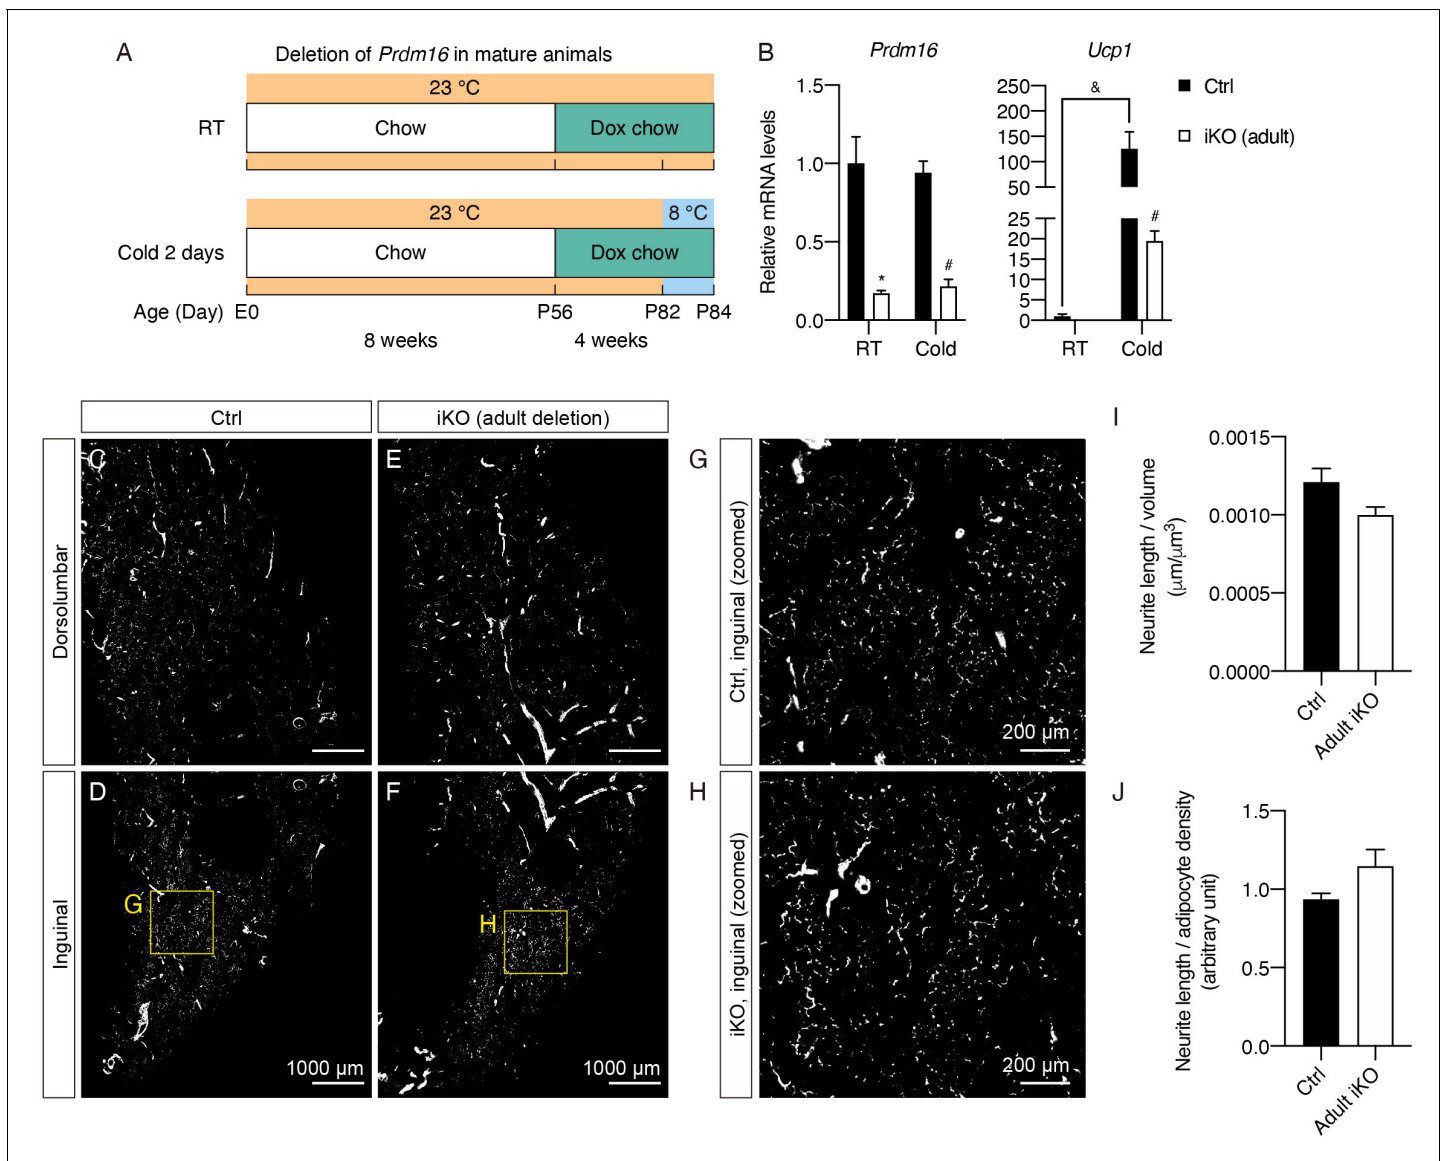 A
Deletion of Prdm16 in mature animals
23 °C
RT
Chow
Dox chow
23 °C
8 °C
Cold 2 days
Chow
Dox chow
Age (Day)
E0
P56
P82
P84
8 weeks
4 weeks
B
Prdm16
Relative mRNA levels
1.5
1.0
0.5
0.0
*
#
RT
Cold
Ucp1
250
200
150
100
50
25
20
15
10
5
0
&
#
RT
Cold
Ctrl
iKO (adult)
Ctrl
iKO (adult deletion)
Dorsolumbar
C
E
Inguinal
D
G
1000 µm
F
H
1000 µm
G
Ctrl, inguinal (zoomed)
200 µm
H
iKO, inguinal (zoomed)
200 µm
I
Neurite length / volume
(µm/µm³)
0.0015
0.0010
0.0005
0.0000
Ctrl
Adult iKO
J
Neurite length / adipocyte density
(arbitrary unit)
1.5
1.0
0.5
0.0
Ctrl
Adult iKO